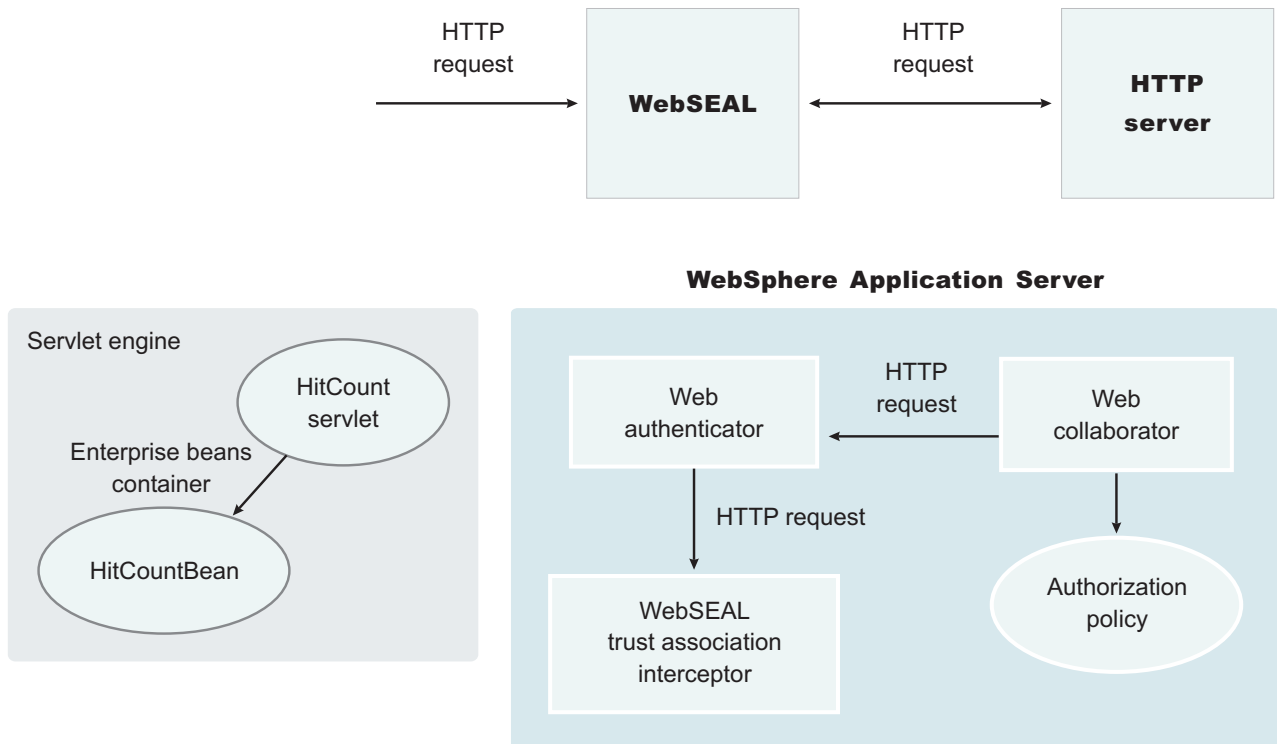 HTTP
request
HTTP
request
WebSEAL
HTTP
server
WebSphere Application Server
Servlet engine
HitCount
servlet
Enterprise beans
container
HitCountBean
Web
authenticator
HTTP
request
Web
collaborator
HTTP request
WebSEAL
trust association
interceptor
Authorization
policy